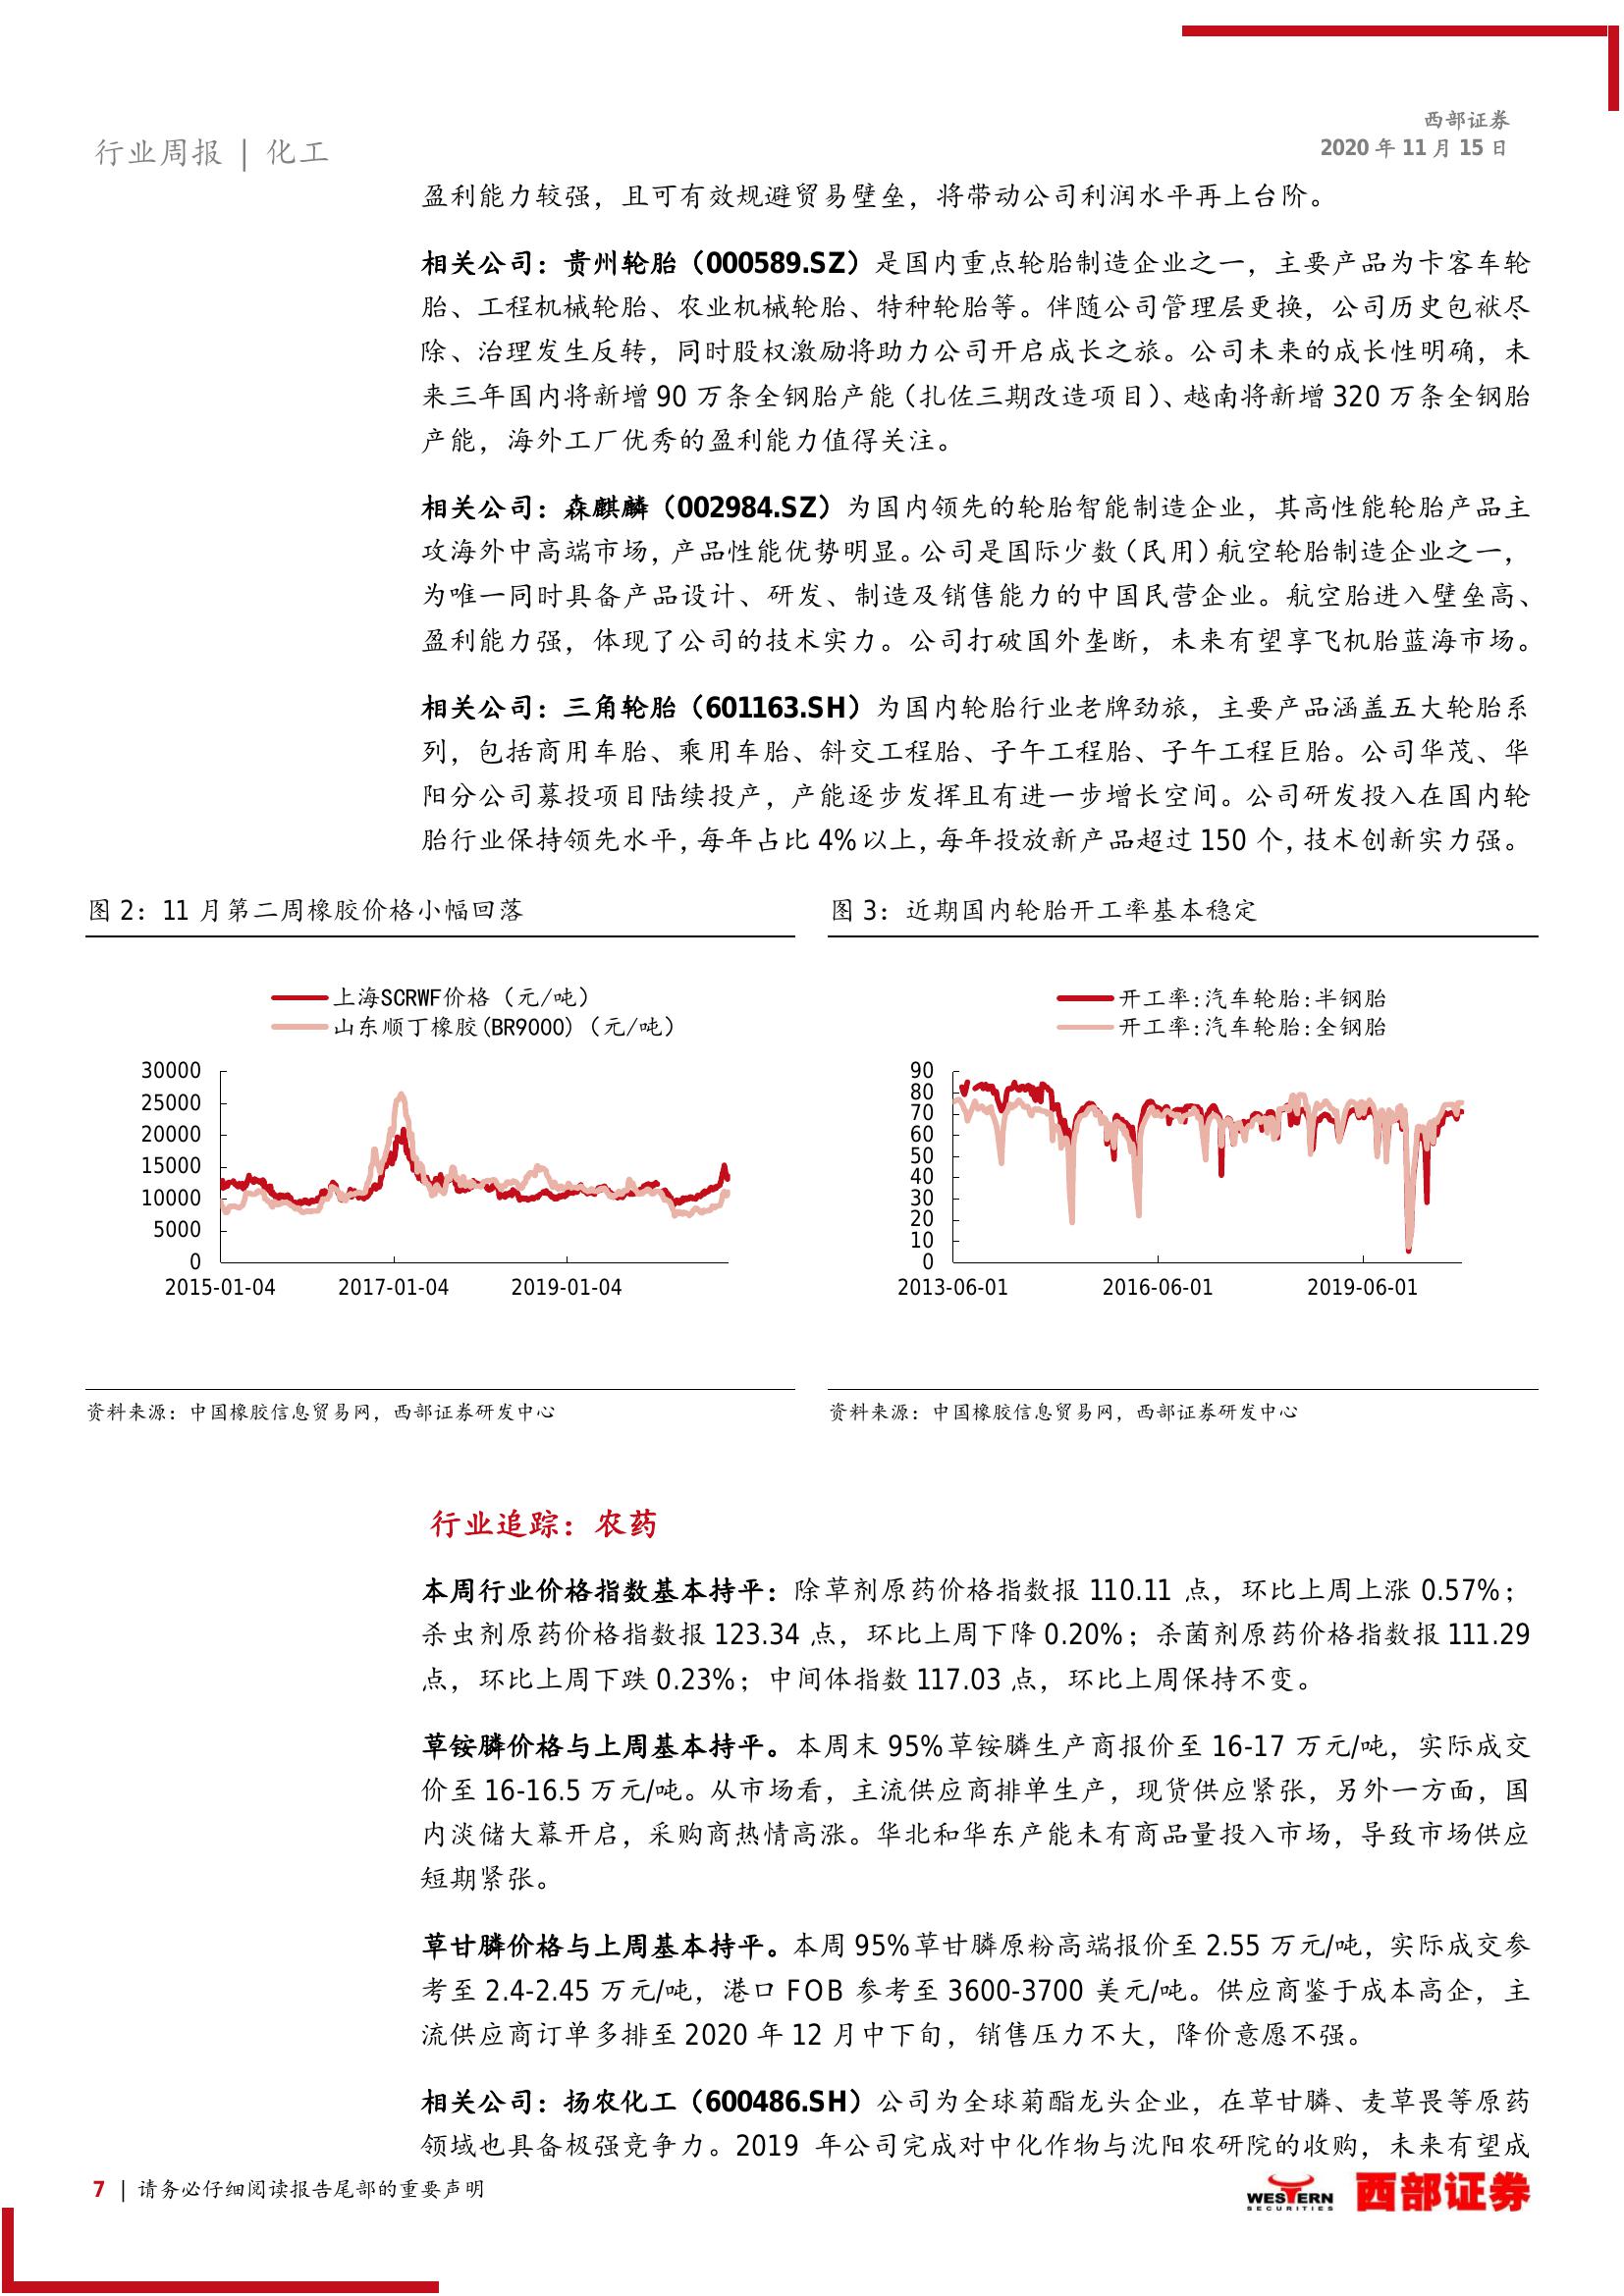 西部证券
2020 年 11 月 15 日
行业周报 | 化工
盈利能力较强，且可有效规避贸易壁垒，将带动公司利润水平再上台阶。
相关公司：贵州轮胎（000589.SZ）是国内重点轮胎制造企业之一，主要产品为卡客车轮
胎、工程机械轮胎、农业机械轮胎、特种轮胎等。伴随公司管理层更换，公司历史包袱尽
除、治理发生反转，同时股权激励将助力公司开启成长之旅。公司未来的成长性明确，未
来三年国内将新增 90 万条全钢胎产能（扎佐三期改造项目）、越南将新增 320 万条全钢胎
产能，海外工厂优秀的盈利能力值得关注。
相关公司：森麒麟（002984.SZ）为国内领先的轮胎智能制造企业，其高性能轮胎产品主
攻海外中高端市场，产品性能优势明显。公司是国际少数（民用）航空轮胎制造企业之一，
为唯一同时具备产品设计、研发、制造及销售能力的中国民营企业。航空胎进入壁垒高、
盈利能力强，体现了公司的技术实力。公司打破国外垄断，未来有望享飞机胎蓝海市场。
相关公司：三角轮胎（601163.SH）为国内轮胎行业老牌劲旅，主要产品涵盖五大轮胎系
列，包括商用车胎、乘用车胎、斜交工程胎、子午工程胎、子午工程巨胎。公司华茂、华
阳分公司募投项目陆续投产，产能逐步发挥且有进一步增长空间。公司研发投入在国内轮
胎行业保持领先水平，每年占比 4%以上，每年投放新产品超过 150 个，技术创新实力强。
图 2：11 月第二周橡胶价格小幅回落
上海SCRWF价格（元/吨）
山东顺丁橡胶(BR9000)（元/吨）
30000
25000
20000
15000
10000
5000
0
2015-01-04 2017-01-04 2019-01-04
资料来源：中国橡胶信息贸易网，西部证券研发中心
图 3：近期国内轮胎开工率基本稳定
开工率:汽车轮胎:半钢胎
开工率:汽车轮胎:全钢胎
90
80
70
60
50
40
30
20
10
0
2013-06-01 2016-06-01 2019-06-01
资料来源：中国橡胶信息贸易网，西部证券研发中心
行业追踪：农药
本周行业价格指数基本持平：除草剂原药价格指数报 110.11 点，环比上周上涨 0.57%；
杀虫剂原药价格指数报 123.34 点，环比上周下降 0.20%；杀菌剂原药价格指数报 111.29
点，环比上周下跌 0.23%；中间体指数 117.03 点，环比上周保持不变。
草铵膦价格与上周基本持平。本周末 95%草铵膦生产商报价至 16-17 万元/吨，实际成交
价至 16-16.5 万元/吨。从市场看，主流供应商排单生产，现货供应紧张，另外一方面，国
内淡储大幕开启，采购商热情高涨。华北和华东产能未有商品量投入市场，导致市场供应
短期紧张。
草甘膦价格与上周基本持平。本周 95%草甘膦原粉高端报价至 2.55 万元/吨，实际成交参
考至 2.4-2.45 万元/吨，港口 FOB 参考至 3600-3700 美元/吨。供应商鉴于成本高企，主
流供应商订单多排至 2020 年 12 月中下旬，销售压力不大，降价意愿不强。
相关公司：扬农化工（600486.SH）公司为全球菊酯龙头企业，在草甘膦、麦草畏等原药
领域也具备极强竞争力。2019 年公司完成对中化作物与沈阳农研院的收购，未来有望成
7 | 请务必仔细阅读报告尾部的重要声明
WESTERN
SECURITIES
西部证券